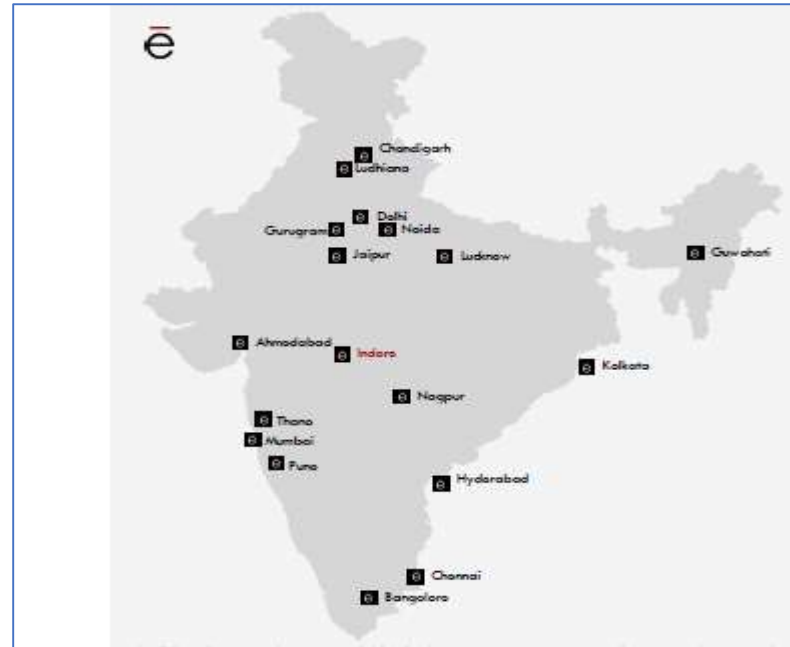 ē
Chandigarh
Ludhiana
Delhi
Gurugram
Noida
Jaipur
Lucknow
Guwahati
Ahmedabad
Indore
Kolkata
Nagpur
Thane
Mumbai
Pune
Hyderabad
Chennai
Bangalore